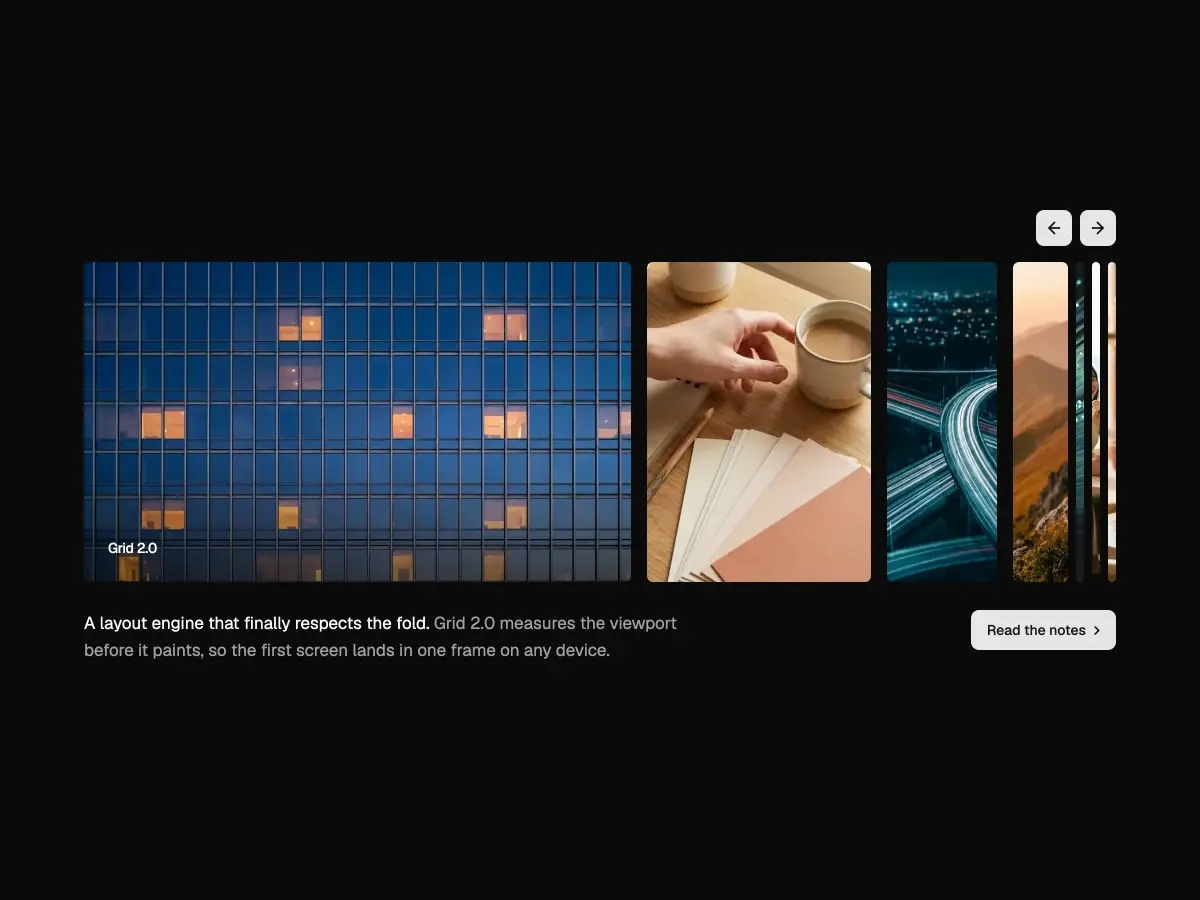 Grid 2.0
A layout engine that finally respects the fold. Grid 2.0 measures the viewport
before it paints, so the first screen lands in one frame on any device.
Read the notes